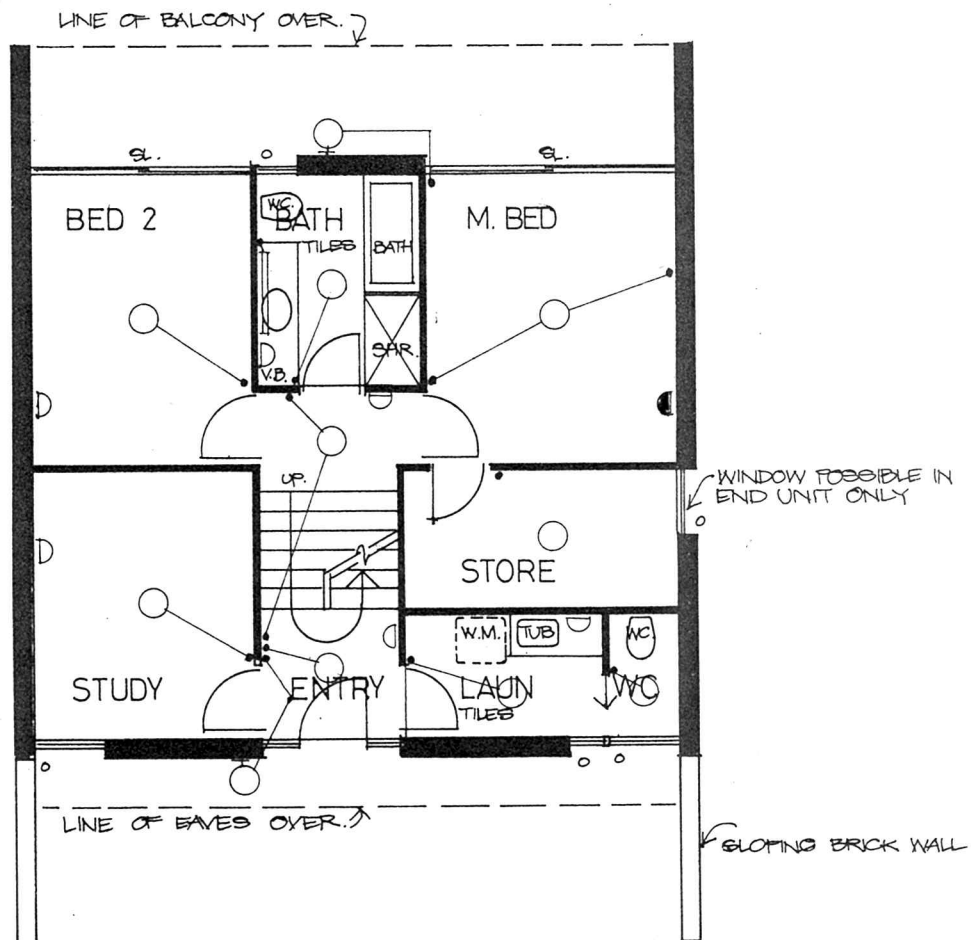 LINE OF BALCONY OVER.
SL.
O
SL.
BED 2
W.C.
BATH
M. BED
TILES
BATH
SHR.
V.B.
UP.
WINDOW POSSIBLE IN
END UNIT ONLY
O
STORE
W.M.
TUB
WC
STUDY
ENTRY
LAUN
WC
TILES
O
O
O
LINE OF EAVES OVER.
SLOPING BRICK WALL